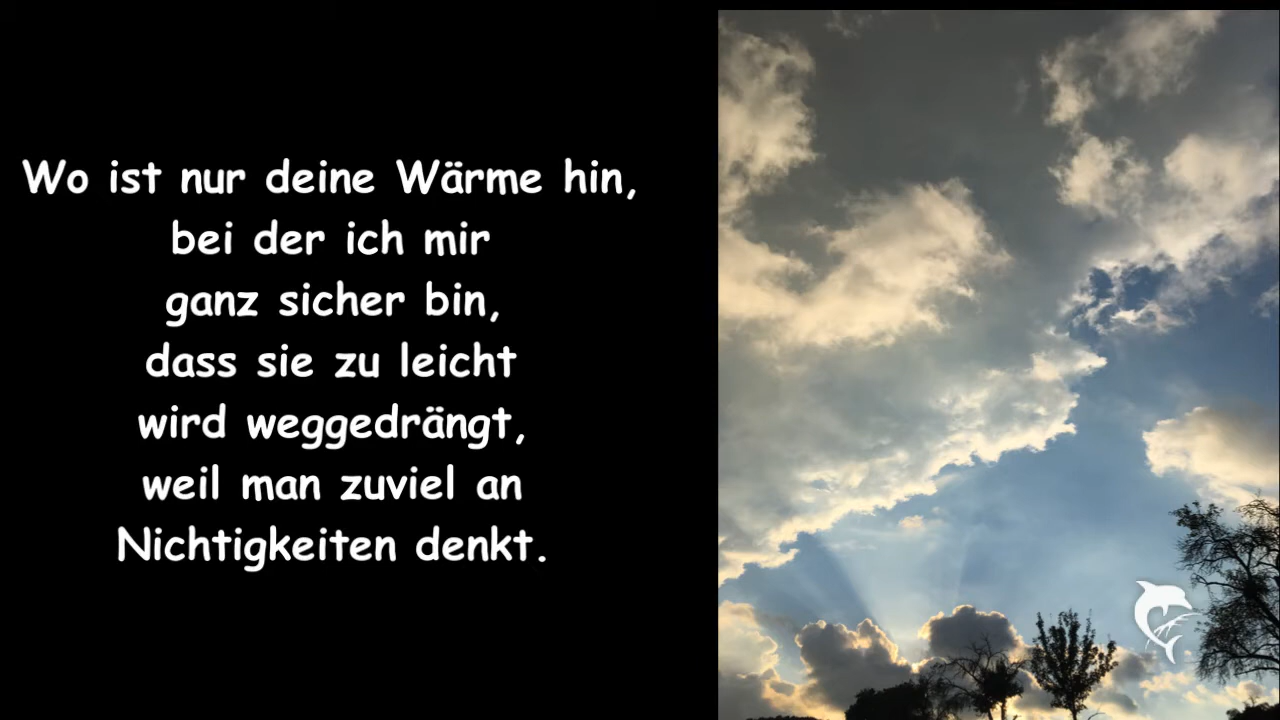 Wo ist nur deine Wärme hin,
bei der ich mir
ganz sicher bin,
dass sie zu leicht
wird weggedrängt,
weil man zuviel an
Nichtigkeiten denkt.